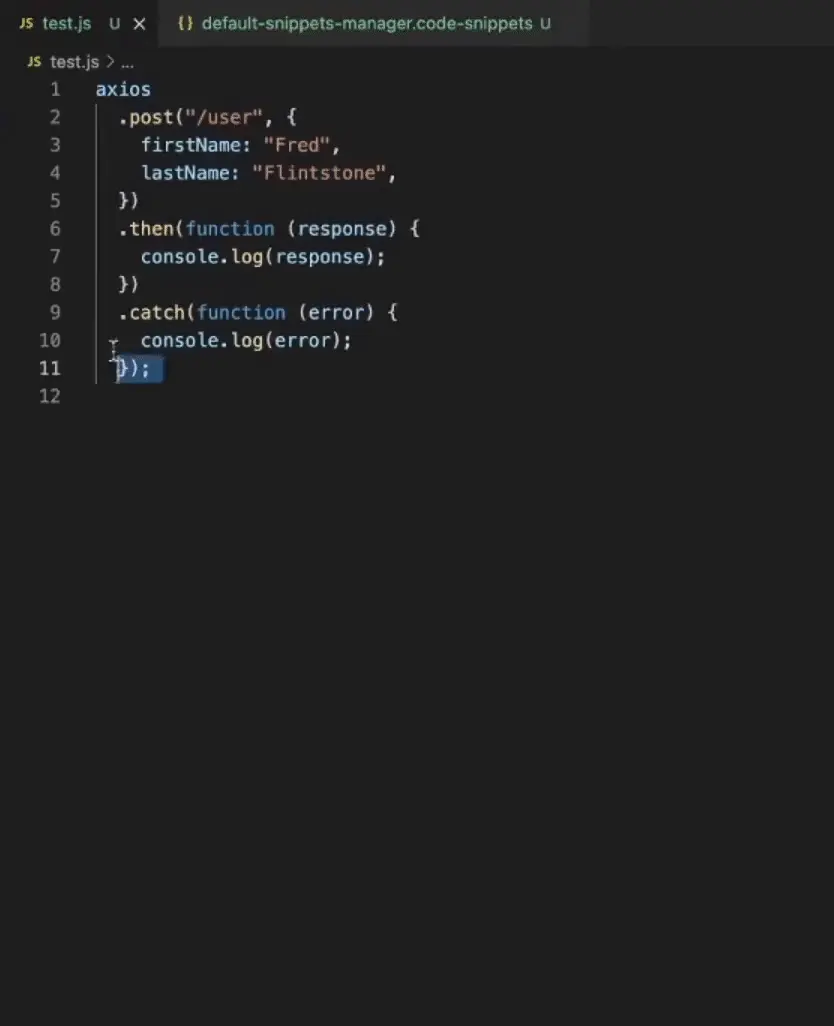 JS test.js U × {} default-snippets-manager.code-snippets U
JS test.js > ...
1 axios
2 .post("/user", {
3 firstName: "Fred",
4 lastName: "Flintstone",
5 })
6 .then(function (response) {
7 console.log(response);
8 })
9 .catch(function (error) {
10 console.log(error);
11 });
12